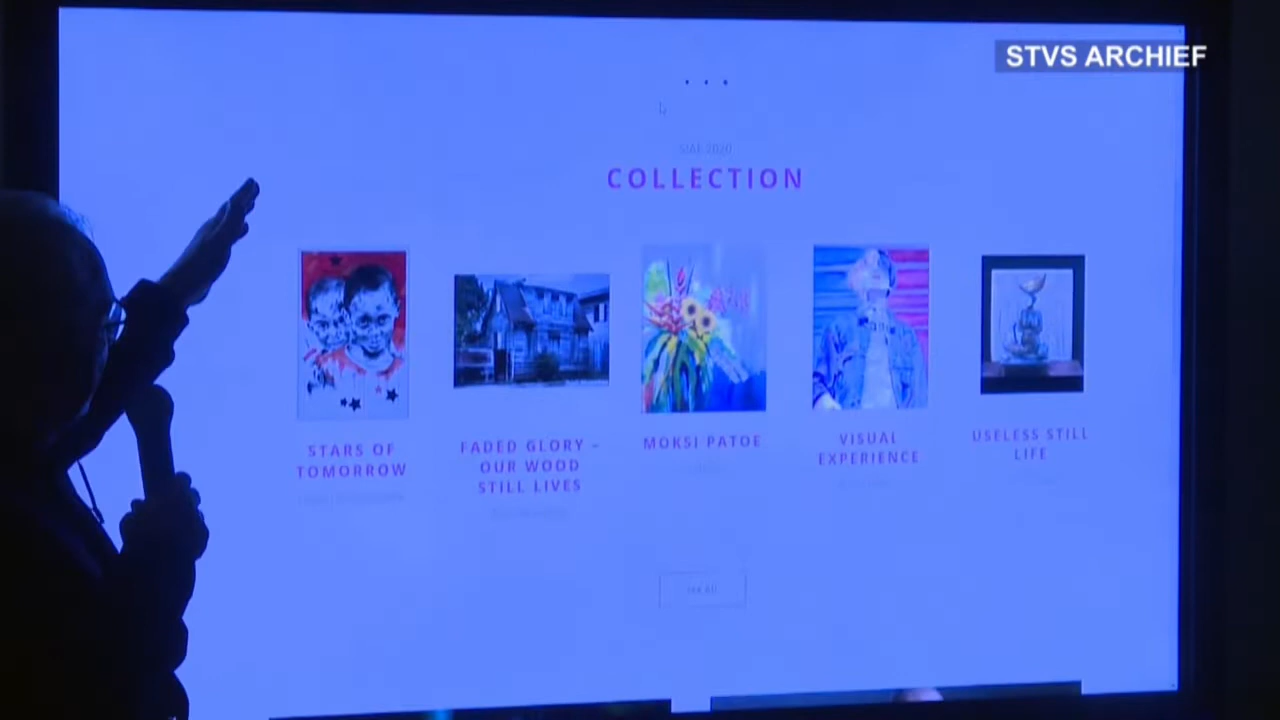 STVS ARCHIEF
COLLECTION
STARS OF
TOMORROW
FADED GLORY –
OUR WOOD
STILL LIVES
MOKSI PATOE
VISUAL
EXPERIENCE
USELESS STILL
LIFE